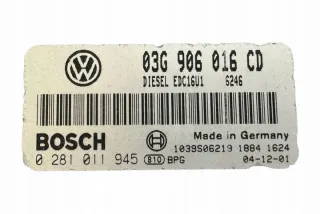 03G 906 016 CD
DIESEL EDC16U1 6246
BOSCH
Made in Germany
1039S06219 1884 1624
0 281 011 945 810 BPG 04-12-01